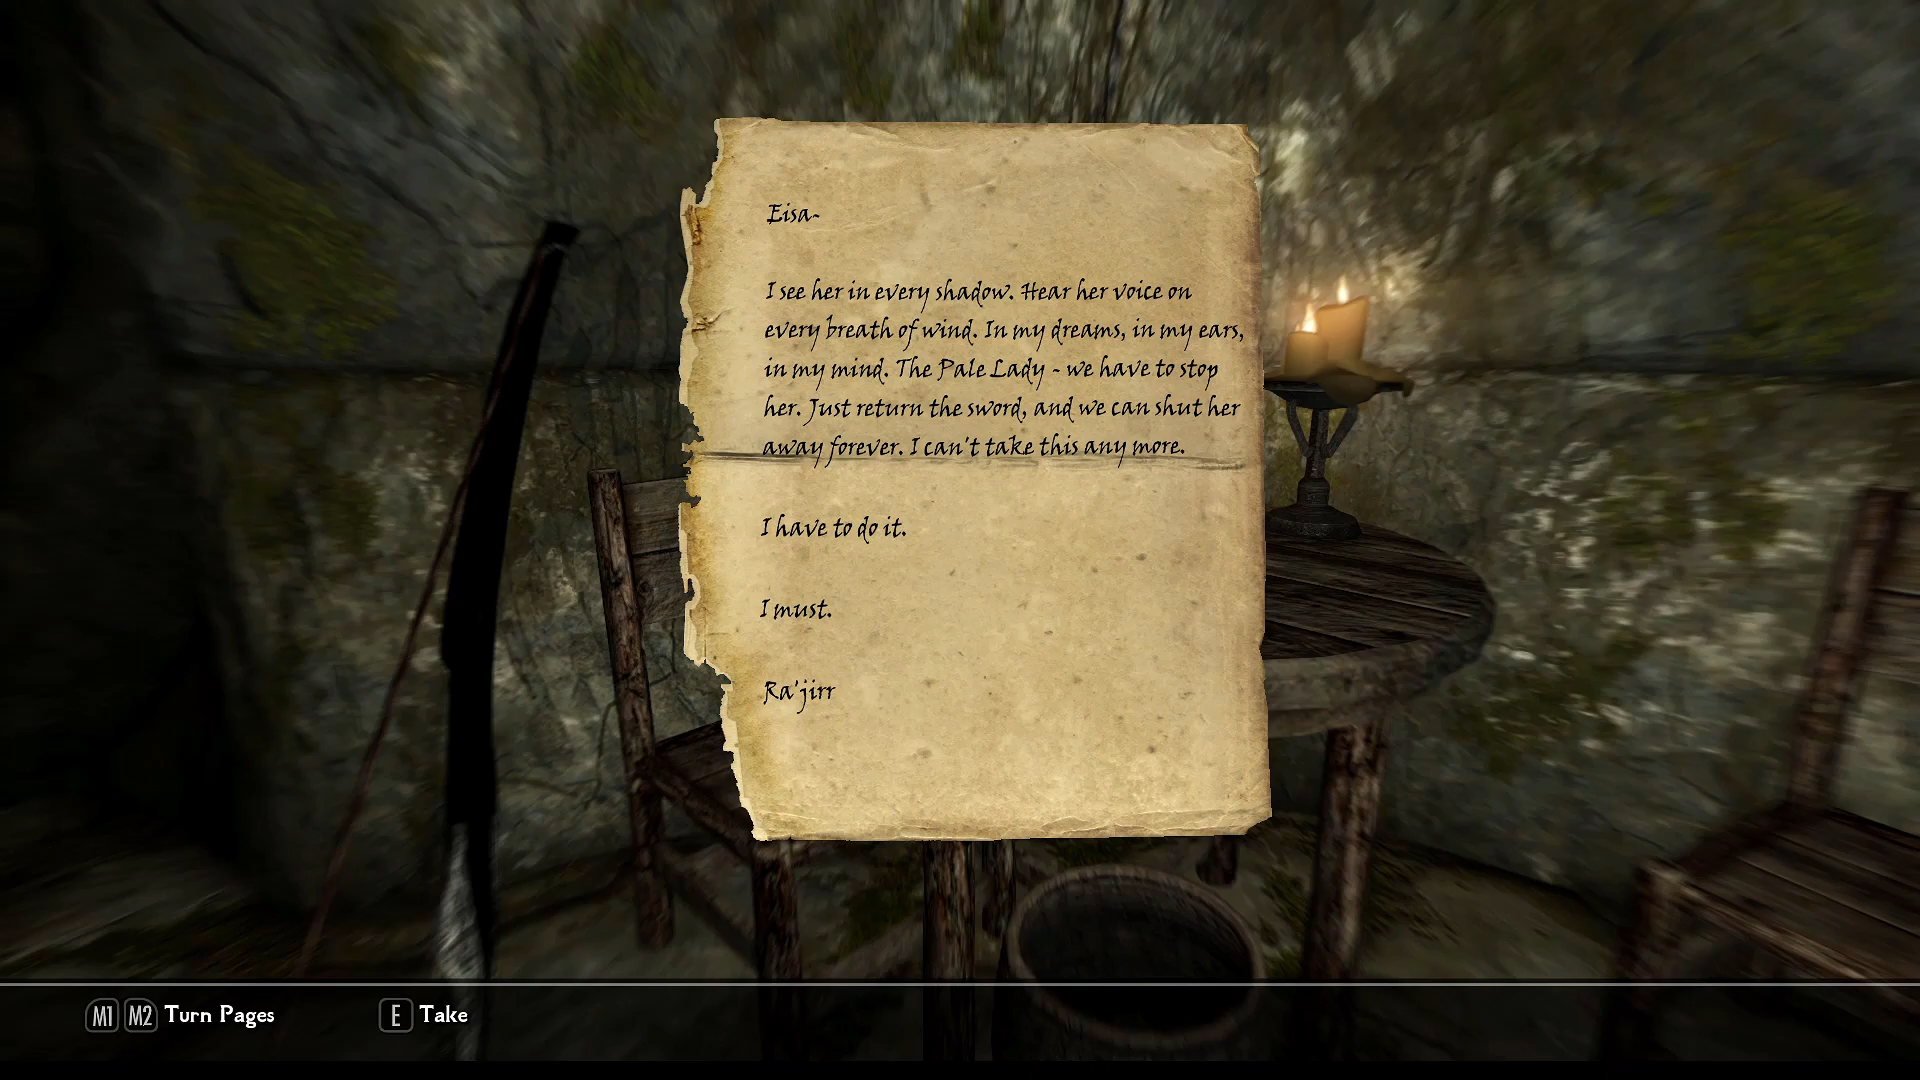 Eisa-
I see her in every shadow. Hear her voice on
every breath of wind. In my dreams, in my ears,
in my mind. The Pale Lady - we have to stop
her. Just return the sword, and we can shut her
away forever. I can't take this any more.
I have to do it.
I must.
Ra'jirr
M1 M2 Turn Pages E Take